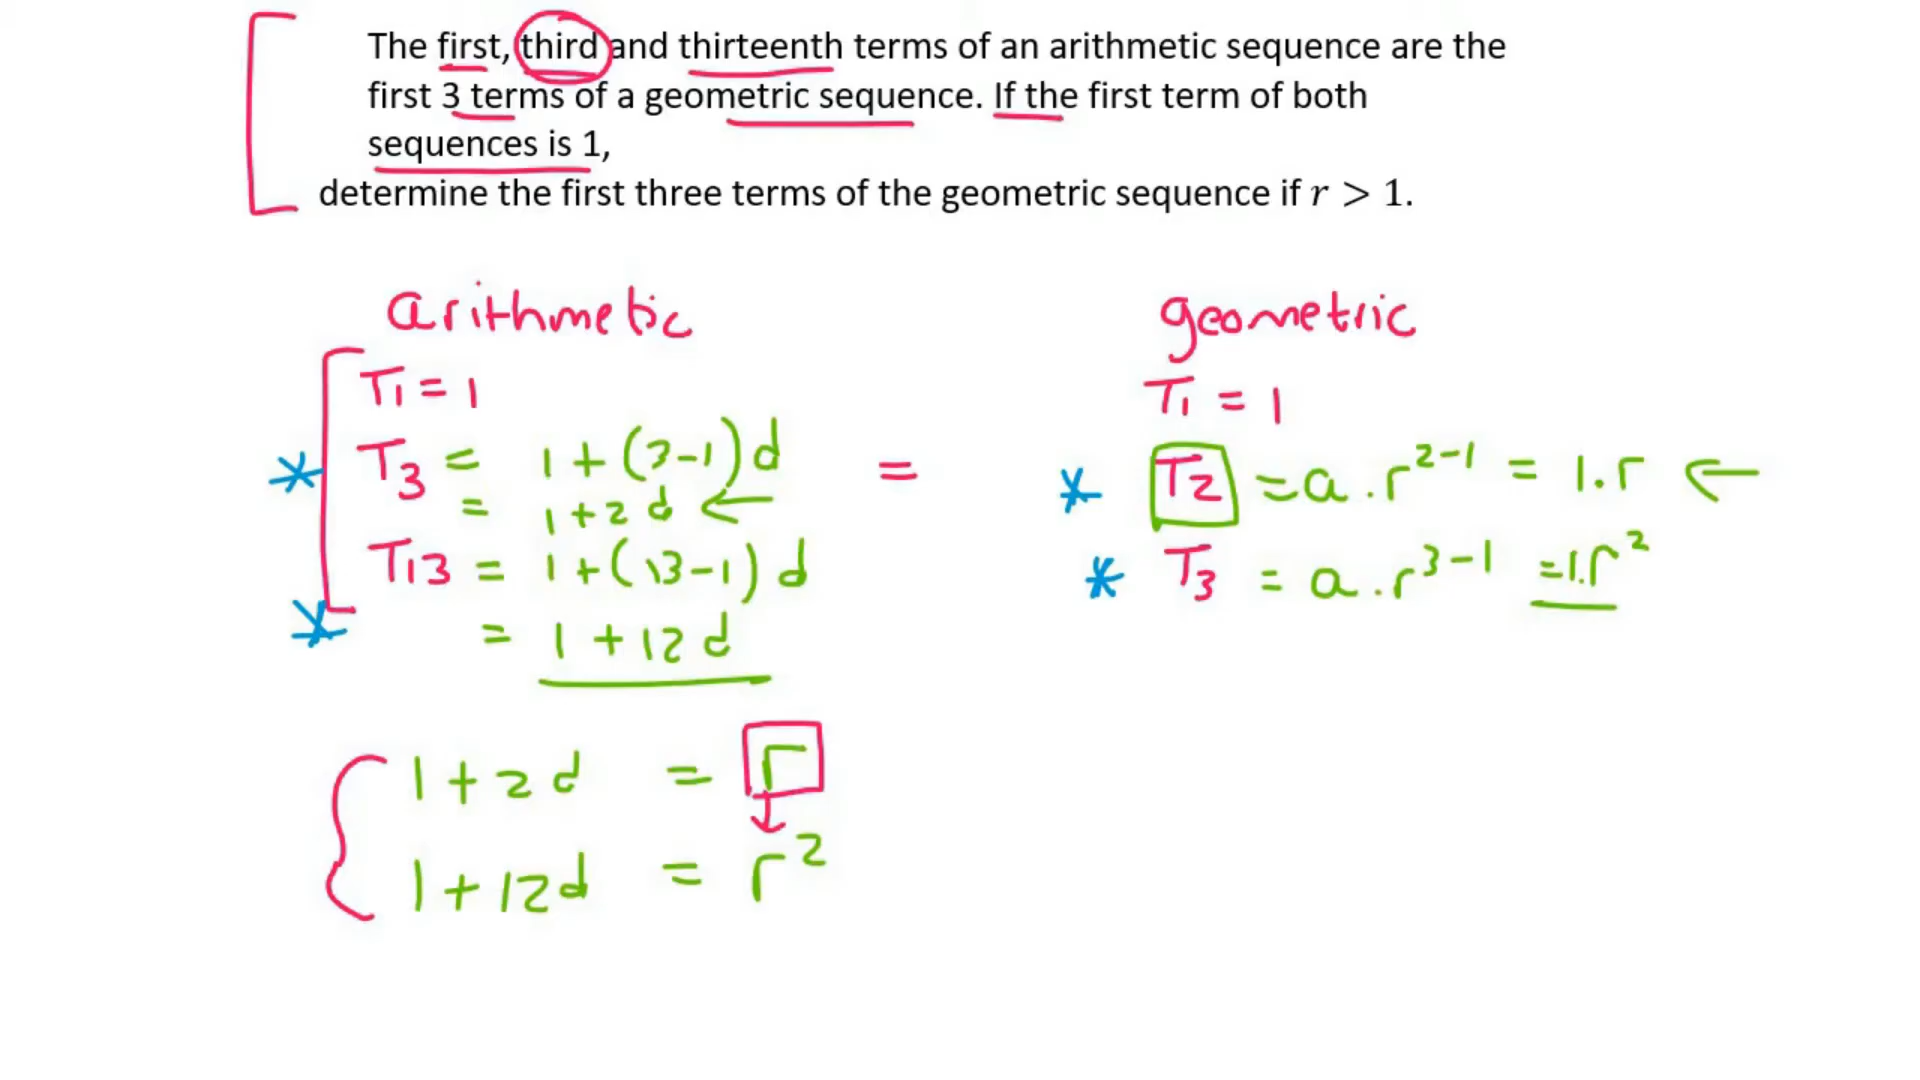 The first, third and thirteenth terms of an arithmetic sequence are the
first 3 terms of a geometric sequence. If the first term of both
sequences is 1,
determine the first three terms of the geometric sequence if r > 1.
arithmetic
T1 = 1
T3 = 1 + (3-1)d
= 1 + 2d ←
T13 = 1 + (13-1)d
= 1 + 12d
=
geometric
T1 = 1
T2 = a.r^2-1 = 1.r ←
T3 = a.r^3-1 = 1.r²
1 + 2d = r
1 + 12d = r²